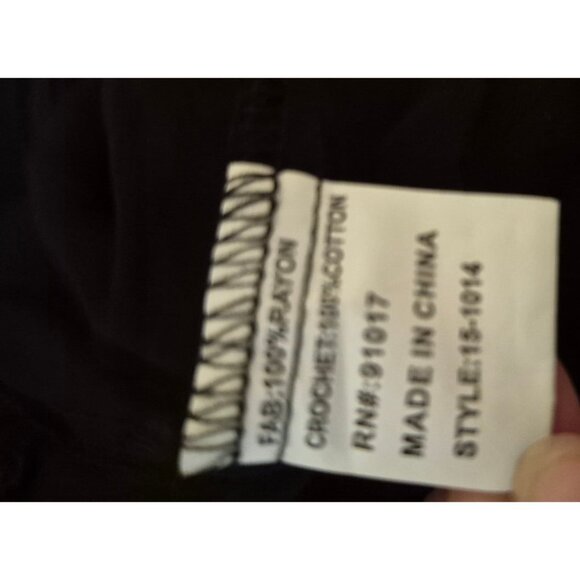 FAB:100%RAYON
CROCHET:100%COTTON
RN#:91017
MADE IN CHINA
STYLE:15-1014